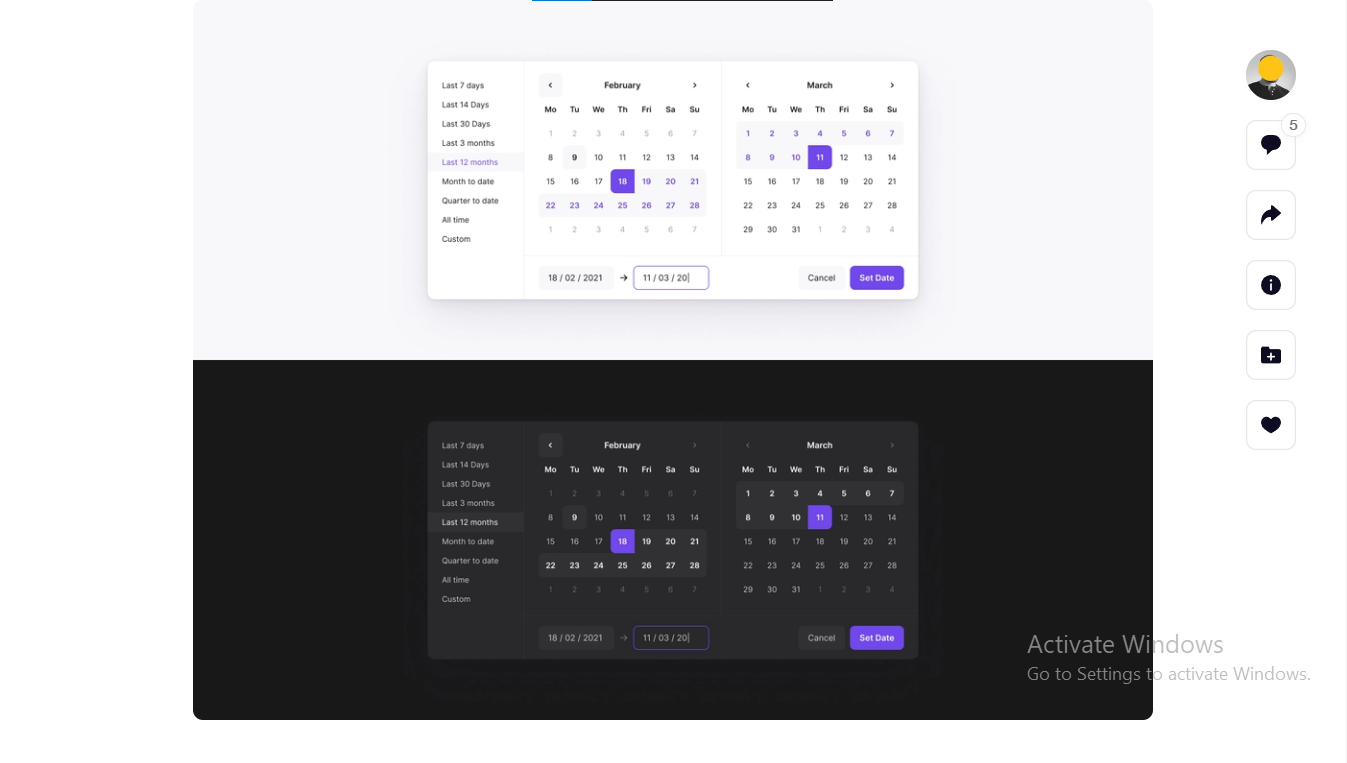 5
Last 7 days
Last 14 Days
Last 30 Days
Last 3 months
Last 12 months
Month to date
Quarter to date
All time
Custom
February
Mo Tu We Th Fri Sa Su
1 2 3 4 5 6 7
8 9 10 11 12 13 14
15 16 17 18 19 20 21
22 23 24 25 26 27 28
1 2 3 4 5 6 7
March
Mo Tu We Th Fri Sa Su
1 2 3 4 5 6 7
8 9 10 11 12 13 14
15 16 17 18 19 20 21
22 23 24 25 26 27 28
29 30 31 1 2 3 4
18 / 02 / 2021 → 11 / 03 / 20
Cancel Set Date
Last 7 days
Last 14 Days
Last 30 Days
Last 3 months
Last 12 months
Month to date
Quarter to date
All time
Custom
February
Mo Tu We Th Fri Sa Su
1 2 3 4 5 6 7
8 9 10 11 12 13 14
15 16 17 18 19 20 21
22 23 24 25 26 27 28
1 2 3 4 5 6 7
March
Mo Tu We Th Fri Sa Su
1 2 3 4 5 6 7
8 9 10 11 12 13 14
15 16 17 18 19 20 21
22 23 24 25 26 27 28
29 30 31 1 2 3 4
18 / 02 / 2021 → 11 / 03 / 20
Cancel Set Date
Activate Windows
Go to Settings to activate Windows.